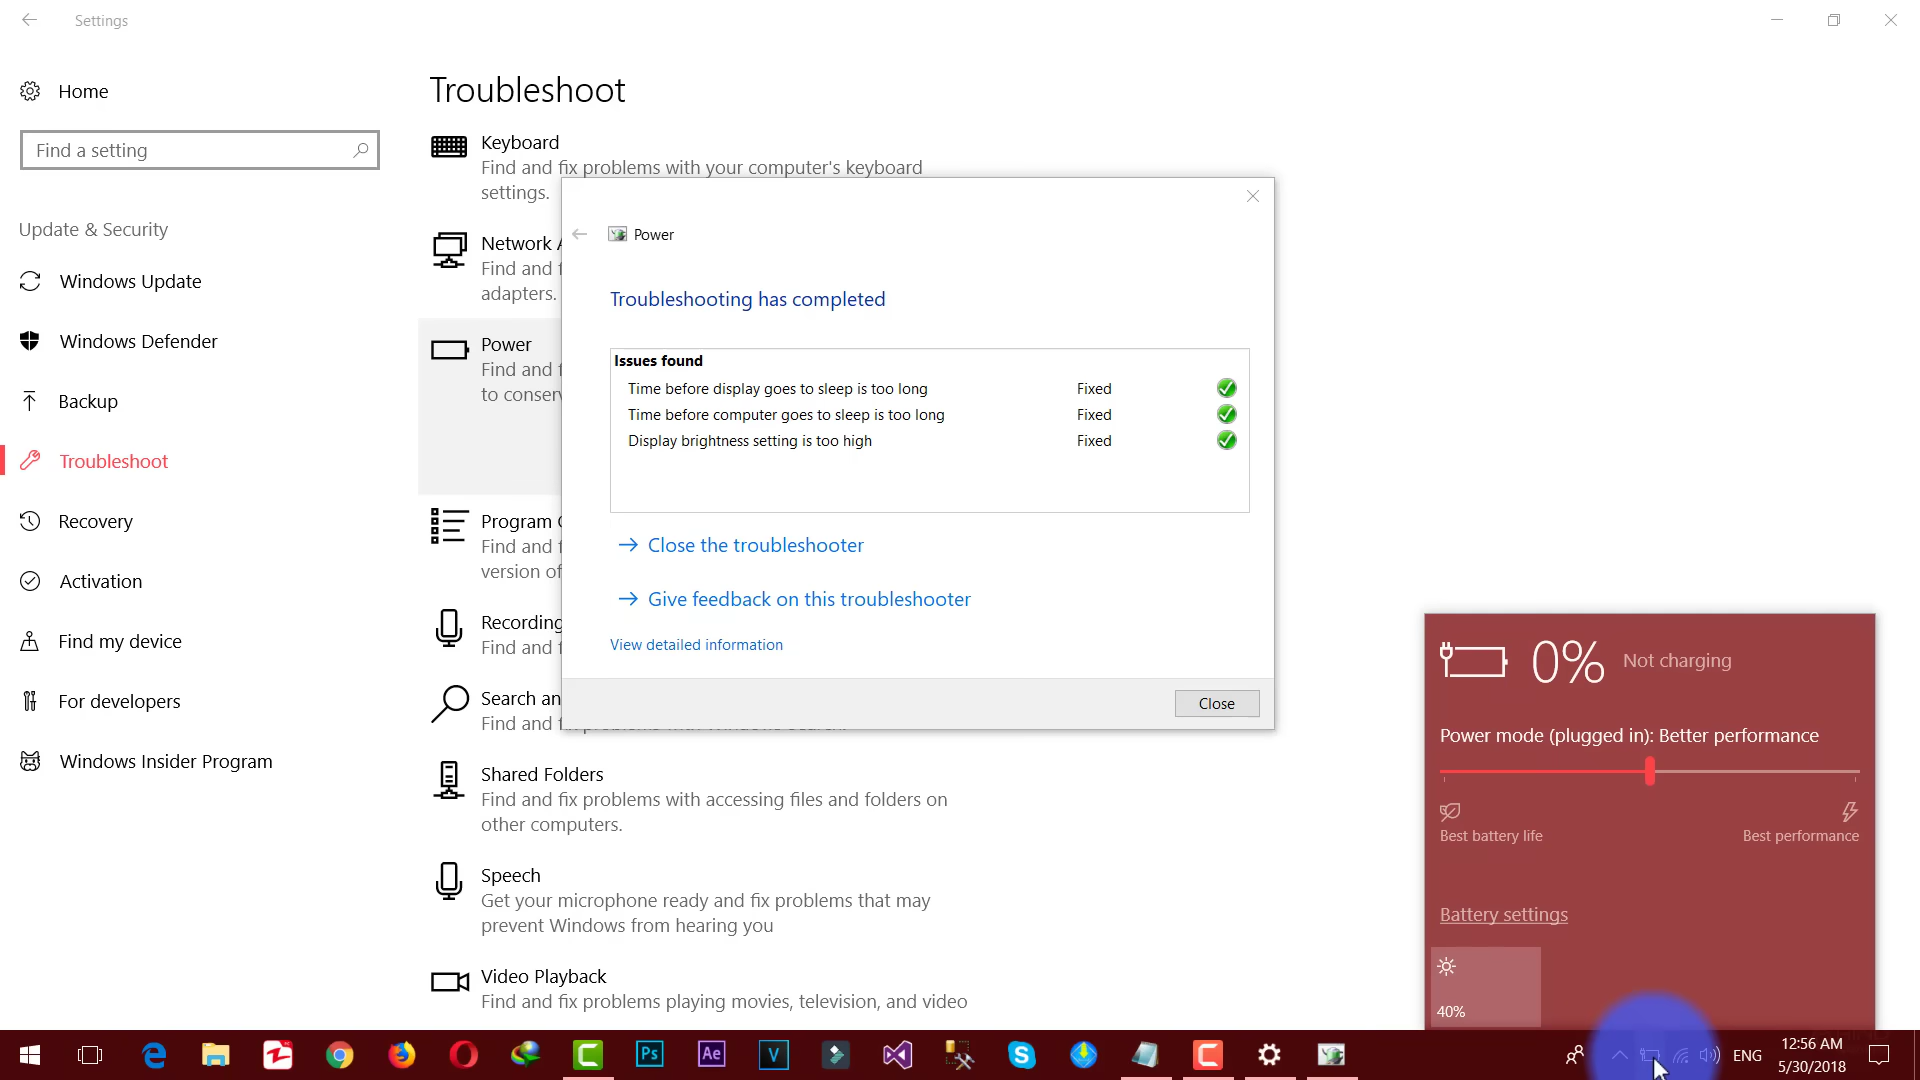 Settings
Home
Find a setting
Update & Security
Windows Update
Windows Defender
Backup
Troubleshoot
Recovery
Activation
Find my device
For developers
Windows Insider Program
Troubleshoot
Keyboard
Find and fix problems with your computer's keyboard
settings.
Network
Find and
adapters.
Power
Find and
to conser
Program
Find and
version of
Recording
Find and
Search an
Find and
Shared Folders
Find and fix problems with accessing files and folders on
other computers.
Speech
Get your microphone ready and fix problems that may
prevent Windows from hearing you
Video Playback
Find and fix problems playing movies, television, and video
Power
Troubleshooting has completed
Issues found
Time before display goes to sleep is too long Fixed
Time before computer goes to sleep is too long Fixed
Display brightness setting is too high Fixed
Close the troubleshooter
Give feedback on this troubleshooter
View detailed information
Close
0% Not charging
Power mode (plugged in): Better performance
Best battery life Best performance
Battery settings
40%
Ps
Ae
V
ENG
12:56 AM
5/30/2018